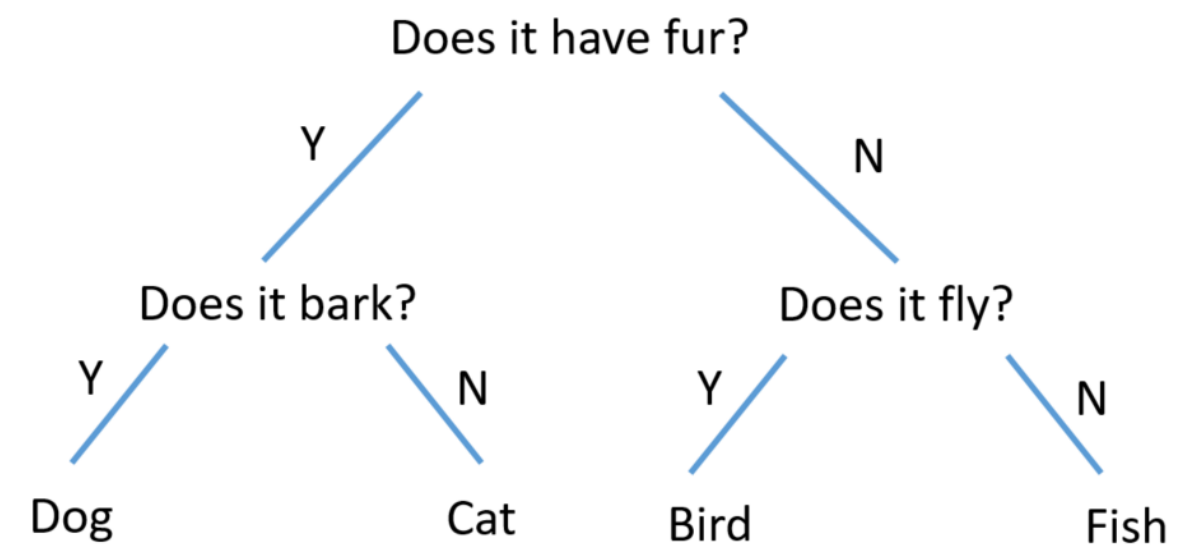 Does it have fur?
Y
N
Does it bark?
Does it fly?
Y
N
Y
N
Dog
Cat
Bird
Fish